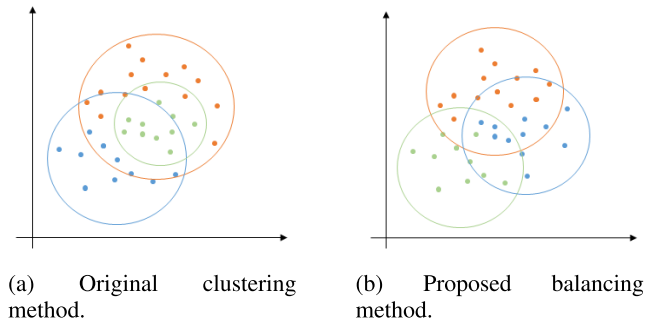 (a) Original clustering
method.
(b) Proposed balancing
method.